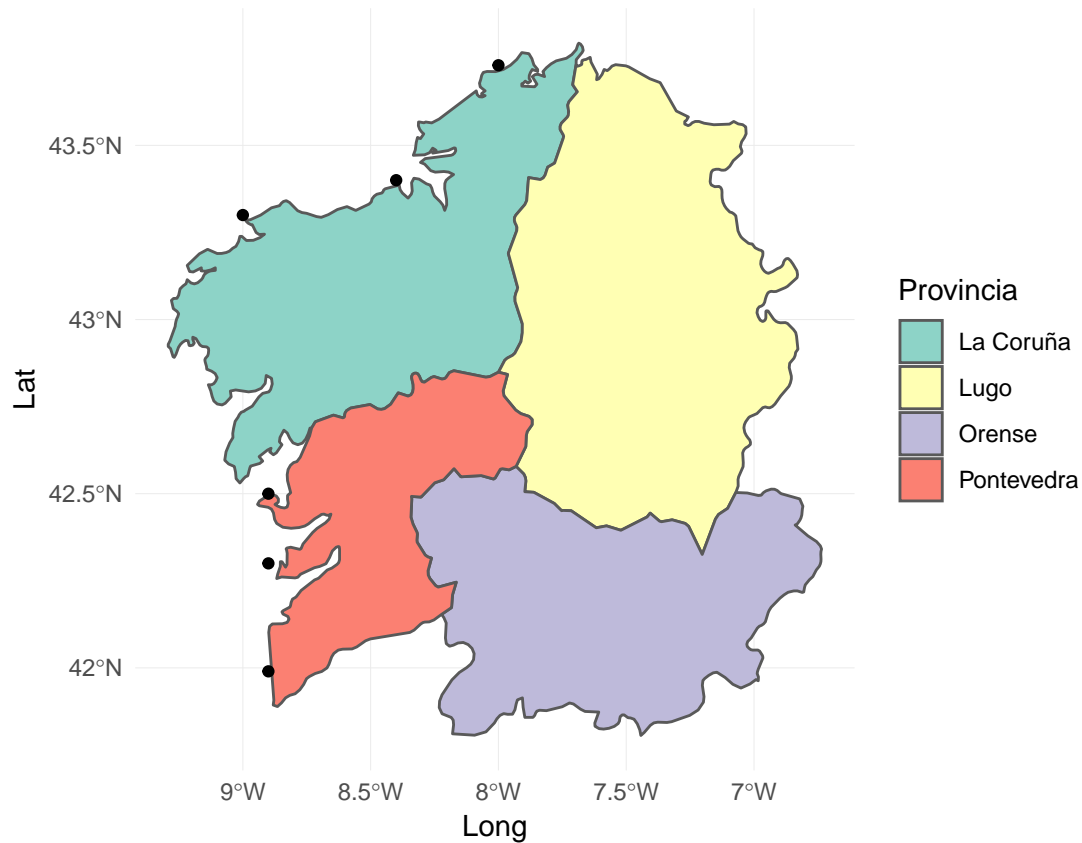 43.5°N
43°N
42.5°N
42°N
Lat
9°W 8.5°W 8°W 7.5°W 7°W
Long
Provincia
La Coruña
Lugo
Orense
Pontevedra